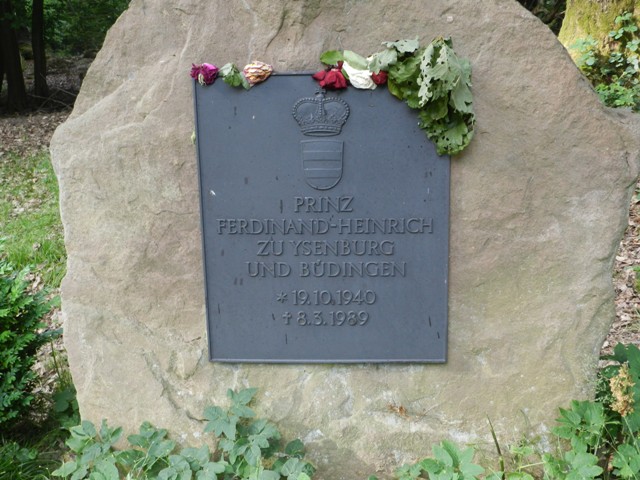 PRINZ
FERDINAND-HEINRICH
ZU YSENBURG
UND BÜDINGEN
* 19.10.1940
† 8.3.1989